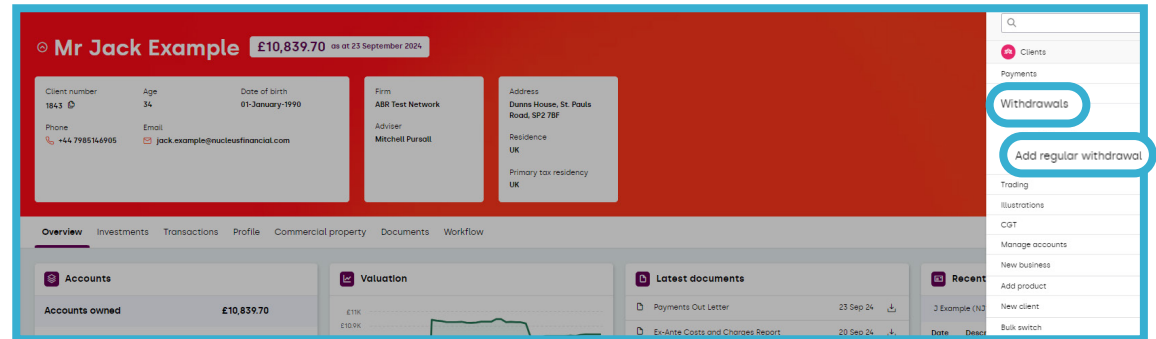 Mr Jack Example £10,839.70 as at 23 September 2024
Client number
1843
Age
34
Date of birth
01-January-1990
Phone
+44 7985146905
Email
jack.example@nucleusfinancial.com
Firm
ABR Test Network
Adviser
Mitchell Pursall
Address
Dunns House, St. Pauls
Road, SP2 7BF
Residence
UK
Primary tax residency
UK
Clients
Payments
Withdrawals
Add regular withdrawal
Trading
Illustrations
CGT
Manage accounts
New business
Add product
New client
Bulk switch
Overview Investments Transactions Profile Commercial property Documents Workflow
Accounts
Accounts owned £10,839.70
Valuation
£11K
£10.9K
Latest documents
Payments Out Letter 23 Sep 24
Ex-Ante Costs and Charges Report 20 Sep 24
Recent
J Example (NJ
Date Descr